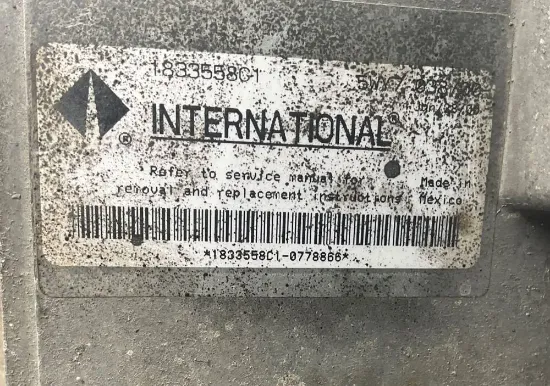 1833558C1
INTERNATIONAL®
®
Refer to service manual for Made in
removal and replacement instructions Mexico
*1833558C1-0778866*